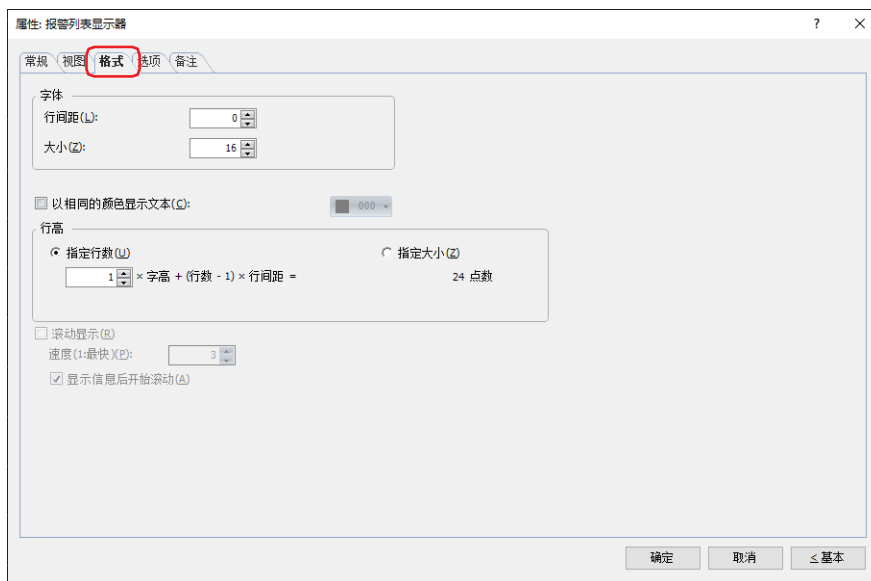 属性: 报警列表显示器
? ×
常规 视图 格式 选项 备注
字体
行间距(L): 0
大小(Z): 16
以相同的颜色显示文本(C): 000
行高
指定行数(U) 指定大小(Z)
1 × 字高 + (行数 - 1) × 行间距 = 24 点数
滚动显示(R)
速度(1:最快)(P): 3
显示信息后开始滚动(A)
确定 取消 ≤基本